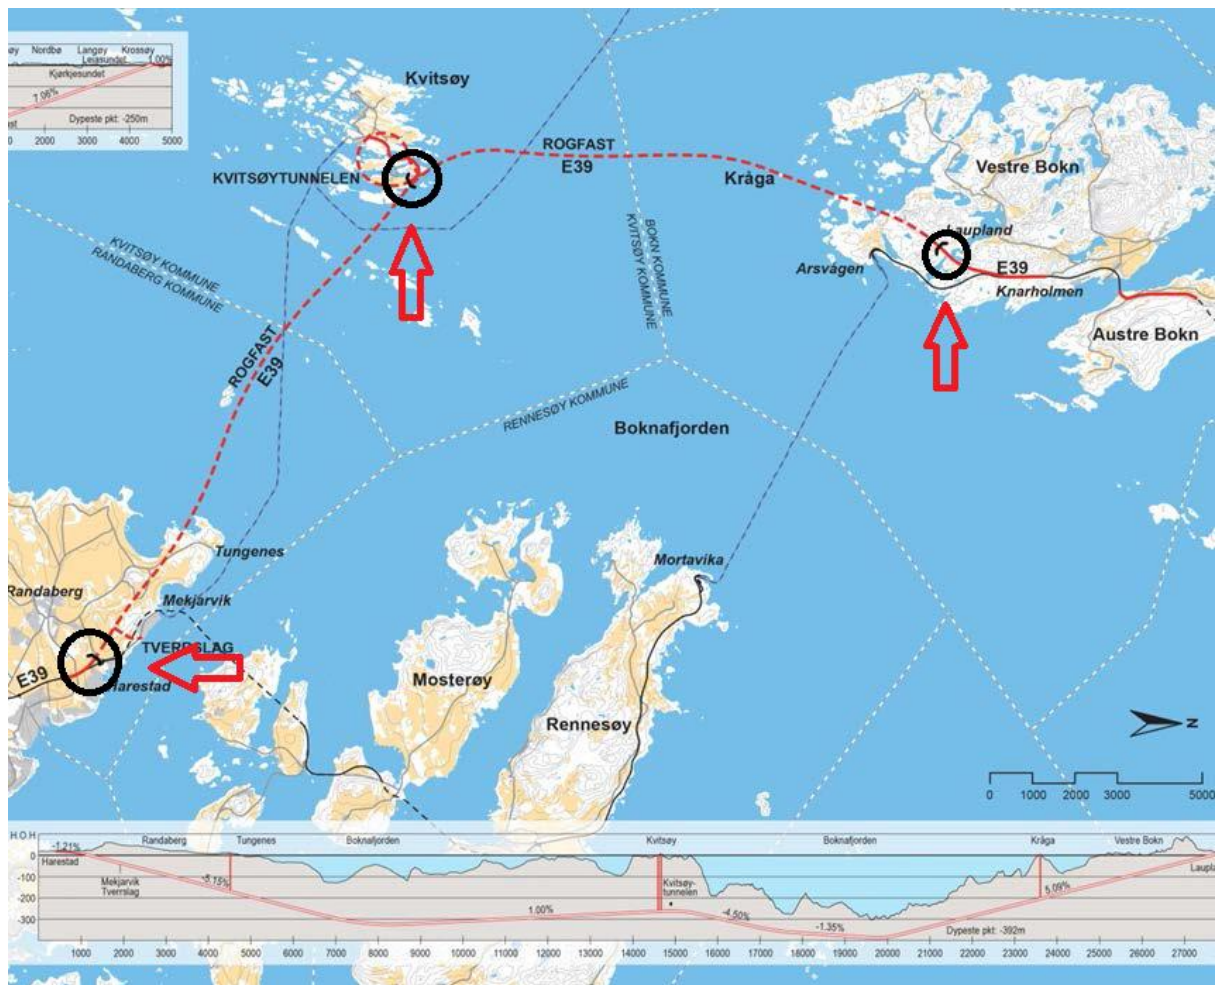 Nordbø Langøy Krossøy
Leiasundet 1.00%
Kjørkjesundet
7.06%
Dypeste pkt: -250m
2000 3000 4000 5000
Kvitsøy
ROGFAST
E39
KVITSØYTUNNELEN
Kråga
Vestre Bokn
Laupland
BOKN KOMMUNE
KVITSØY KOMMUNE
KVITSØY KOMMUNE
RANDABERG KOMMUNE
Arsvågen
E39
Knarholmen
Austre Bokn
ROGFAST
E39
RENNESØY KOMMUNE
Boknafjorden
Tungenes
Mortavika
Randaberg
Mekjarvik
TVERRSLAG
E39
Harestad
Mosterøy
Rennesøy
N
0 1000 2000 3000 5000
H.O.H
-1.21% Randaberg Tungenes Boknafjorden Kvitsøy Boknafjorden Kråga Vestre Bokn
0
Harestad
-100
Mekjarvik
Tverrslag
-5.15%
Kvitsøy-
tunnelen
5.09%
-200
1.00%
-4.50%
-300
-1.35%
Dypeste pkt: -392m
1000 2000 3000 4000 5000 6000 7000 8000 9000 10000 11000 12000 13000 14000 15000 16000 17000 18000 19000 20000 21000 22000 23000 24000 25000 26000 27000